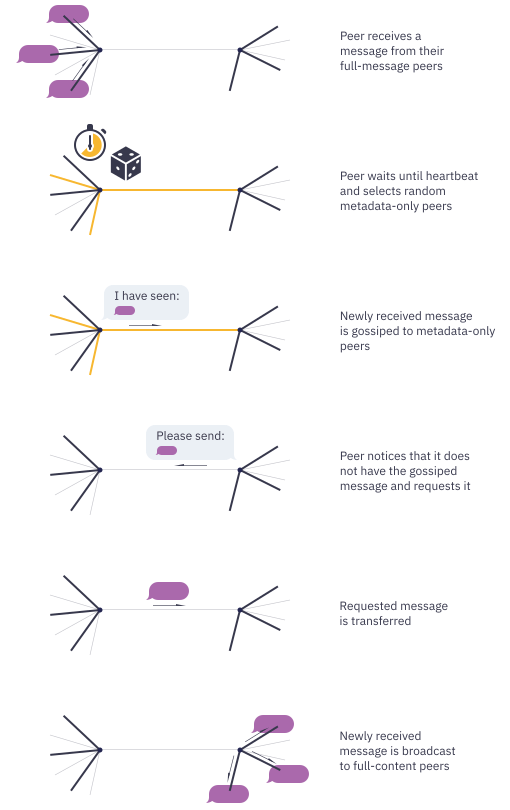 Peer receives a
message from their
full-message peers
Peer waits until heartbeat
and selects random
metadata-only peers
I have seen:
Newly received message
is gossiped to metadata-only
peers
Please send:
Peer notices that it does
not have the gossiped
message and requests it
Requested message
is transferred
Newly received
message is broadcast
to full-content peers